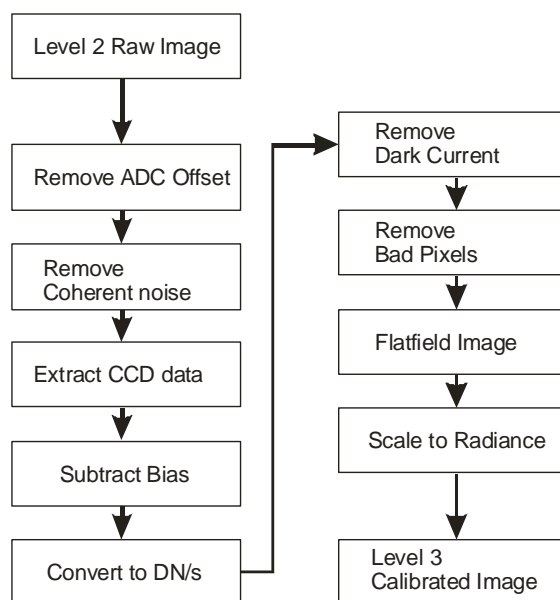 Level 2 Raw Image
Remove ADC Offset
Remove
Coherent noise
Extract CCD data
Subtract Bias
Convert to DN/s
Remove
Dark Current
Remove
Bad Pixels
Flatfield Image
Scale to Radiance
Level 3
Calibrated Image